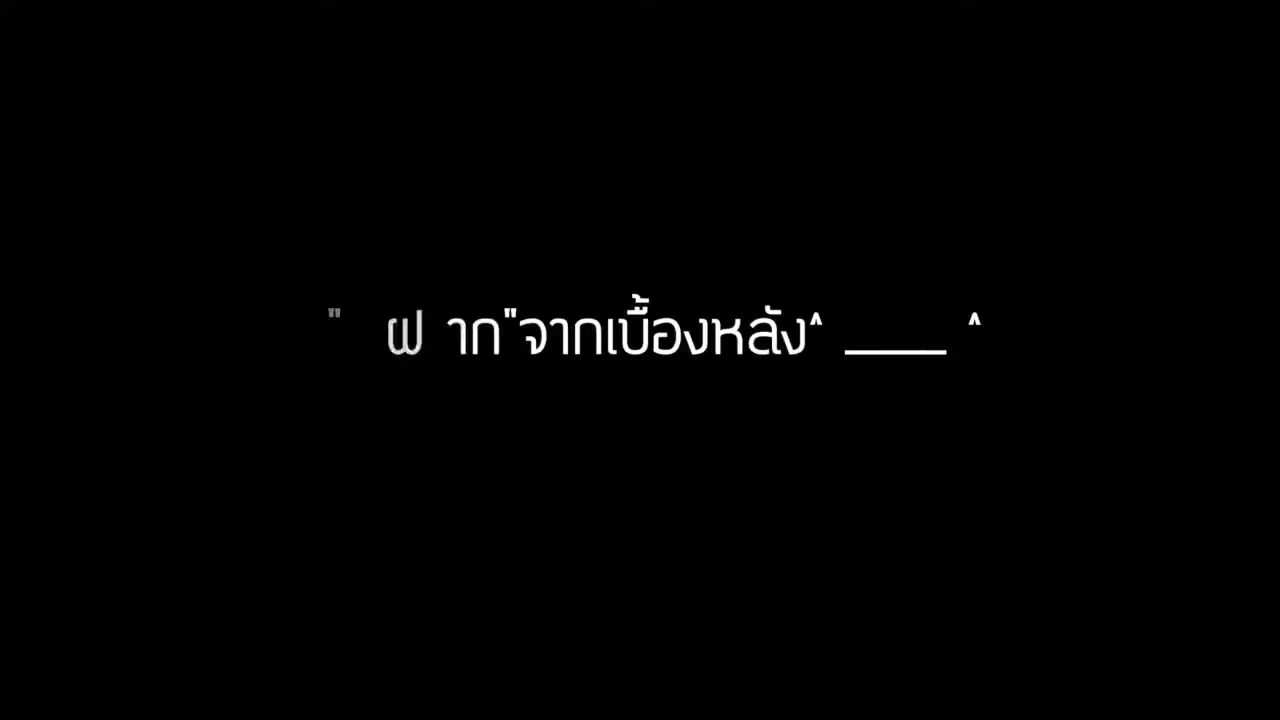 " ฝ าก"จากเบื้องหลัง^ ____ ^